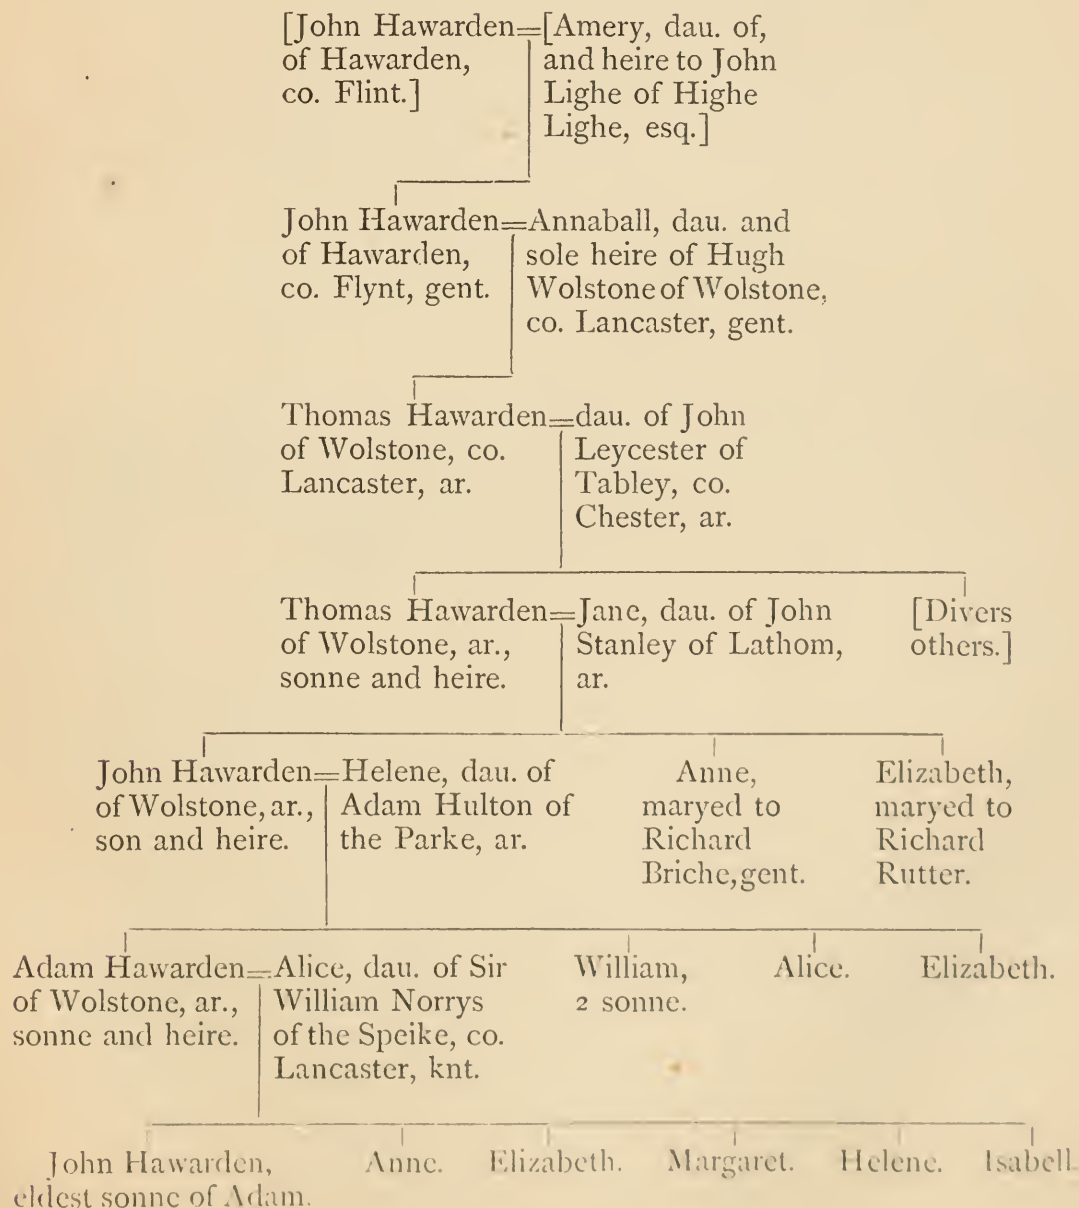 [John Hawarden=[Amery, dau. of,
of Hawarden, and heire to John
co. Flint.] Lighe of Highe
Lighe, esq.]
John Hawarden=Annaball, dau. and
of Hawarden, sole heire of Hugh
co. Flynt, gent. Wolstone of Wolstone,
co. Lancaster, gent.
Thomas Hawarden=dau. of John
of Wolstone, co. Leycester of
Lancaster, ar. Tabley, co.
Chester, ar.
Thomas Hawarden=Jane, dau. of John [Divers
of Wolstone, ar., Stanley of Lathom, others.]
sonne and heire. ar.
John Hawarden=Helene, dau. of Anne, Elizabeth,
of Wolstone, ar., Adam Hulton of maryed to maryed to
son and heire. the Parke, ar. Richard Richard
Briche, gent. Rutter.
Adam Hawarden=Alice, dau. of Sir William, Alice. Elizabeth.
of Wolstone, ar., William Norrys 2 sonne.
sonne and heire. of the Speike, co.
Lancaster, knt.
John Hawarden, Anne. Elizabeth. Margaret. Helene. Isabell.
eldest sonne of Adam.